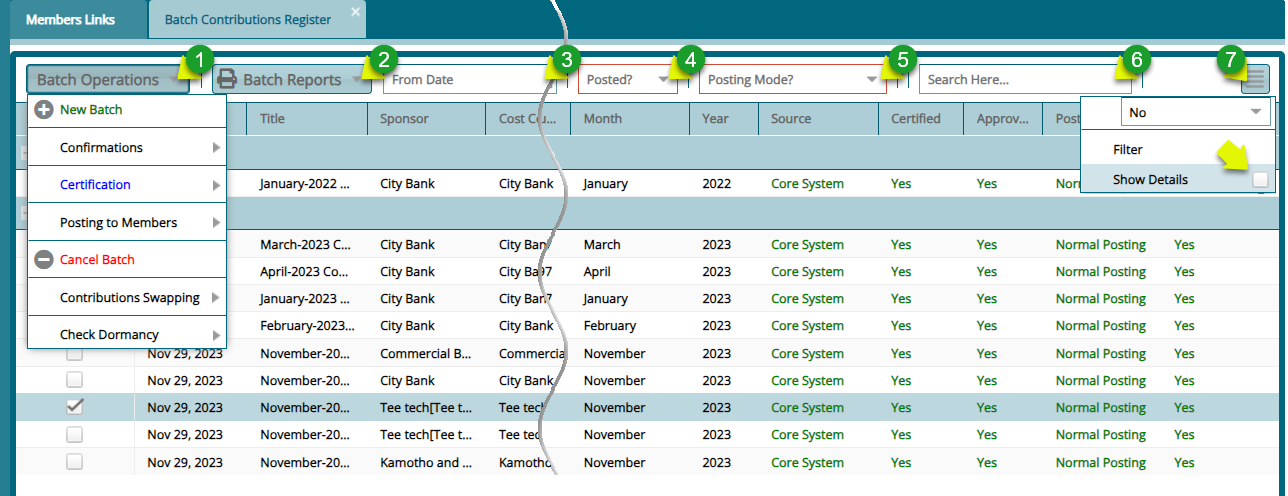 Members Links
Batch Contributions Register
1 2 3 4 5 6 7
Batch Operations Batch Reports From Date Posted? Posting Mode? Search Here...
New Batch
Confirmations
Certification
Posting to Members
Cancel Batch
Contributions Swapping
Check Dormancy
No
Filter
Show Details
Title Sponsor Cost Cou... Month Year Source Certified Approv... Post
January-2022 ... City Bank City Bank January 2022 Core System Yes Yes Norm
March-2023 C... City Bank City Ban March 2023 Core System Yes Yes Normal Posting Yes
April-2023 Co... City Bank City Ba97 April 2023 Core System Yes Yes Normal Posting Yes
January-2023 ... City Bank City Ban7 January 2023 Core System Yes Yes Normal Posting Yes
February-2023... City Bank City Bank February 2023 Core System Yes Yes Normal Posting Yes
Nov 29, 2023 November-20... Commercial B... Commercia November 2023 Core System Yes Yes Normal Posting Yes
Nov 29, 2023 November-20... City Bank City Bank November 2023 Core System Yes Yes Normal Posting Yes
Nov 29, 2023 November-20... Tee tech[Tee t... Tee tech November 2023 Core System Yes Yes Normal Posting Yes
Nov 29, 2023 November-20... Tee tech[Tee t... Tee tec November 2023 Core System Yes Yes Normal Posting Yes
Nov 29, 2023 November-20... Kamotho and ... Kamotho November 2023 Core System Yes Yes Normal Posting Yes